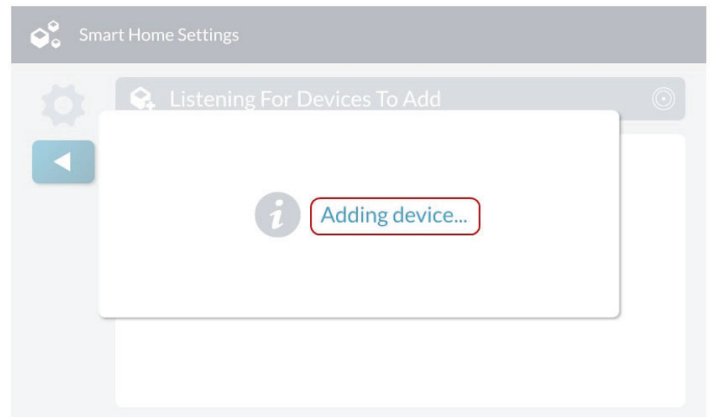 Smart Home Settings
Listening For Devices To Add
Adding device...